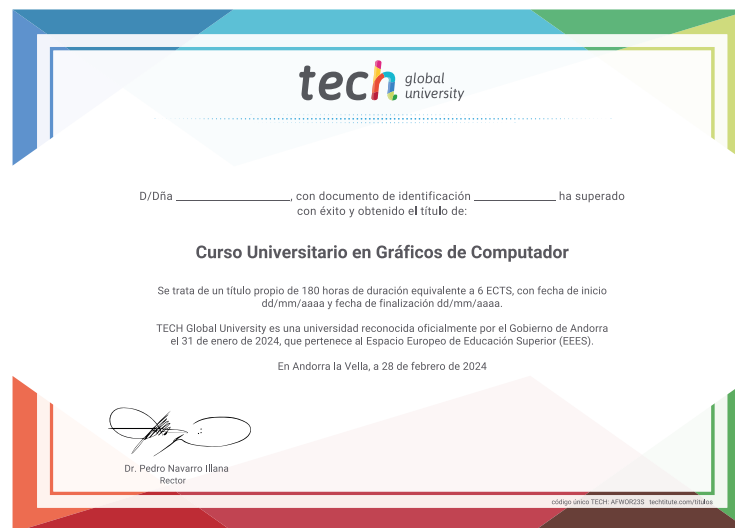 tech global
university
D/Dña ____________________, con documento de identificación ______________ ha superado
con éxito y obtenido el título de:
Curso Universitario en Gráficos de Computador
Se trata de un título propio de 180 horas de duración equivalente a 6 ECTS, con fecha de inicio
dd/mm/aaaa y fecha de finalización dd/mm/aaaa.
TECH Global University es una universidad reconocida oficialmente por el Gobierno de Andorra
el 31 de enero de 2024, que pertenece al Espacio Europeo de Educación Superior (EEES).
En Andorra la Vella, a 28 de febrero de 2024
Dr. Pedro Navarro Illana
Rector
código único TECH: AFWOR23S techtitute.com/titulos